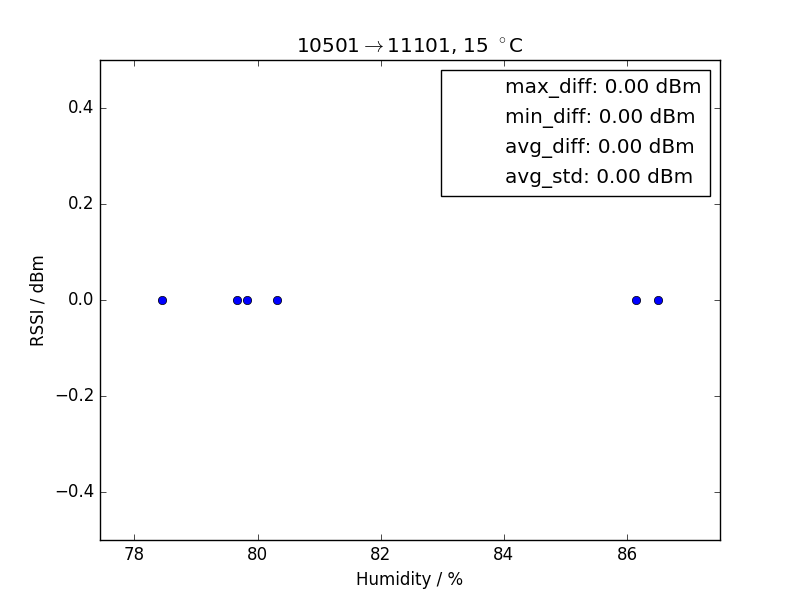 10501→11101, 15 °C
max_diff: 0.00 dBm
min_diff: 0.00 dBm
avg_diff: 0.00 dBm
avg_std: 0.00 dBm
RSSI / dBm
0.4
0.2
0.0
−0.2
−0.4
78 80 82 84 86
Humidity / %